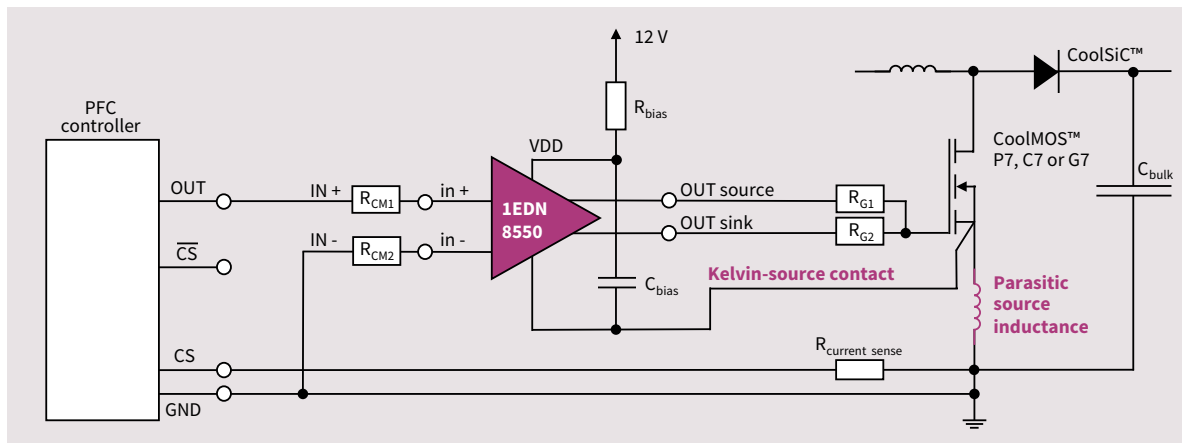 12 V
CoolSiC™
PFC
controller
R_bias
VDD
CoolMOS™
P7, C7 or G7
C_bulk
OUT
IN +
R_CM1
in +
1EDN
8550
OUT source
R_G1
OUT sink
R_G2
IN -
R_CM2
in -
CS̅
Kelvin-source contact
C_bias
Parasitic
source
inductance
R_current sense
CS
GND